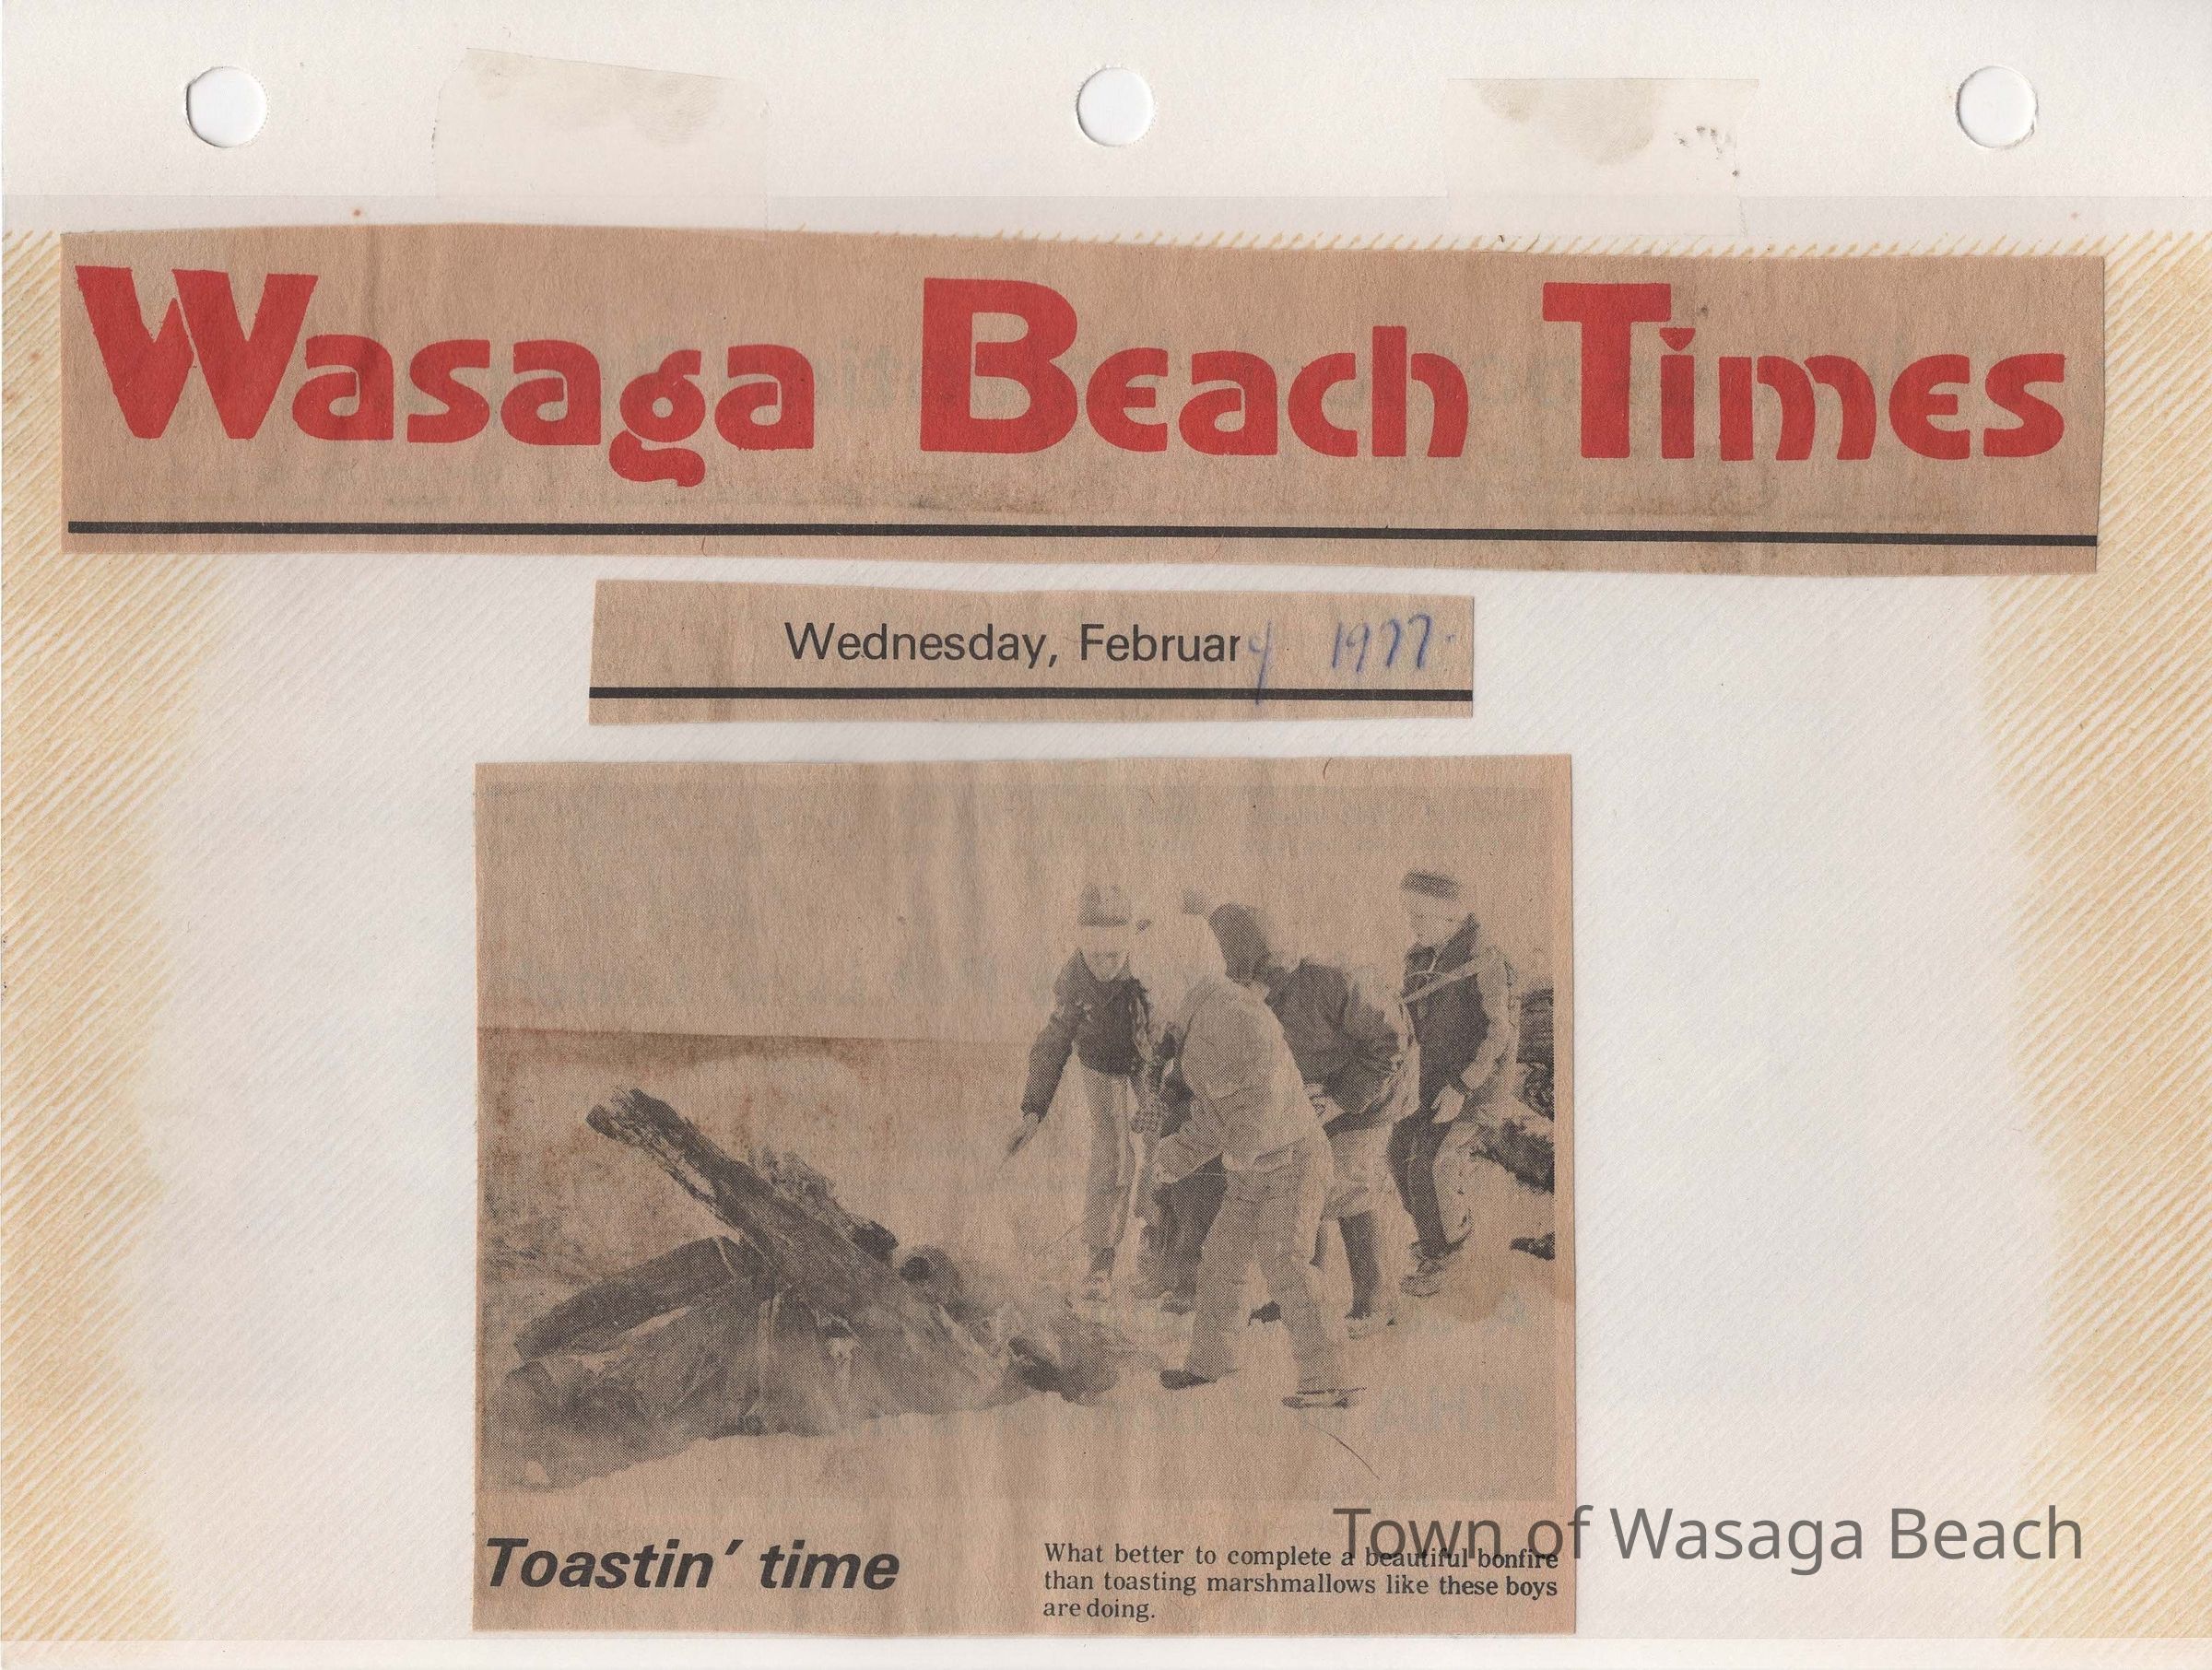 Wasaga Beach Times
Wednesday, February 1977.
Toastin' time
What better to complete a beautiful bonfire
than toasting marshmallows like these boys
are doing.
Town of Wasaga Beach